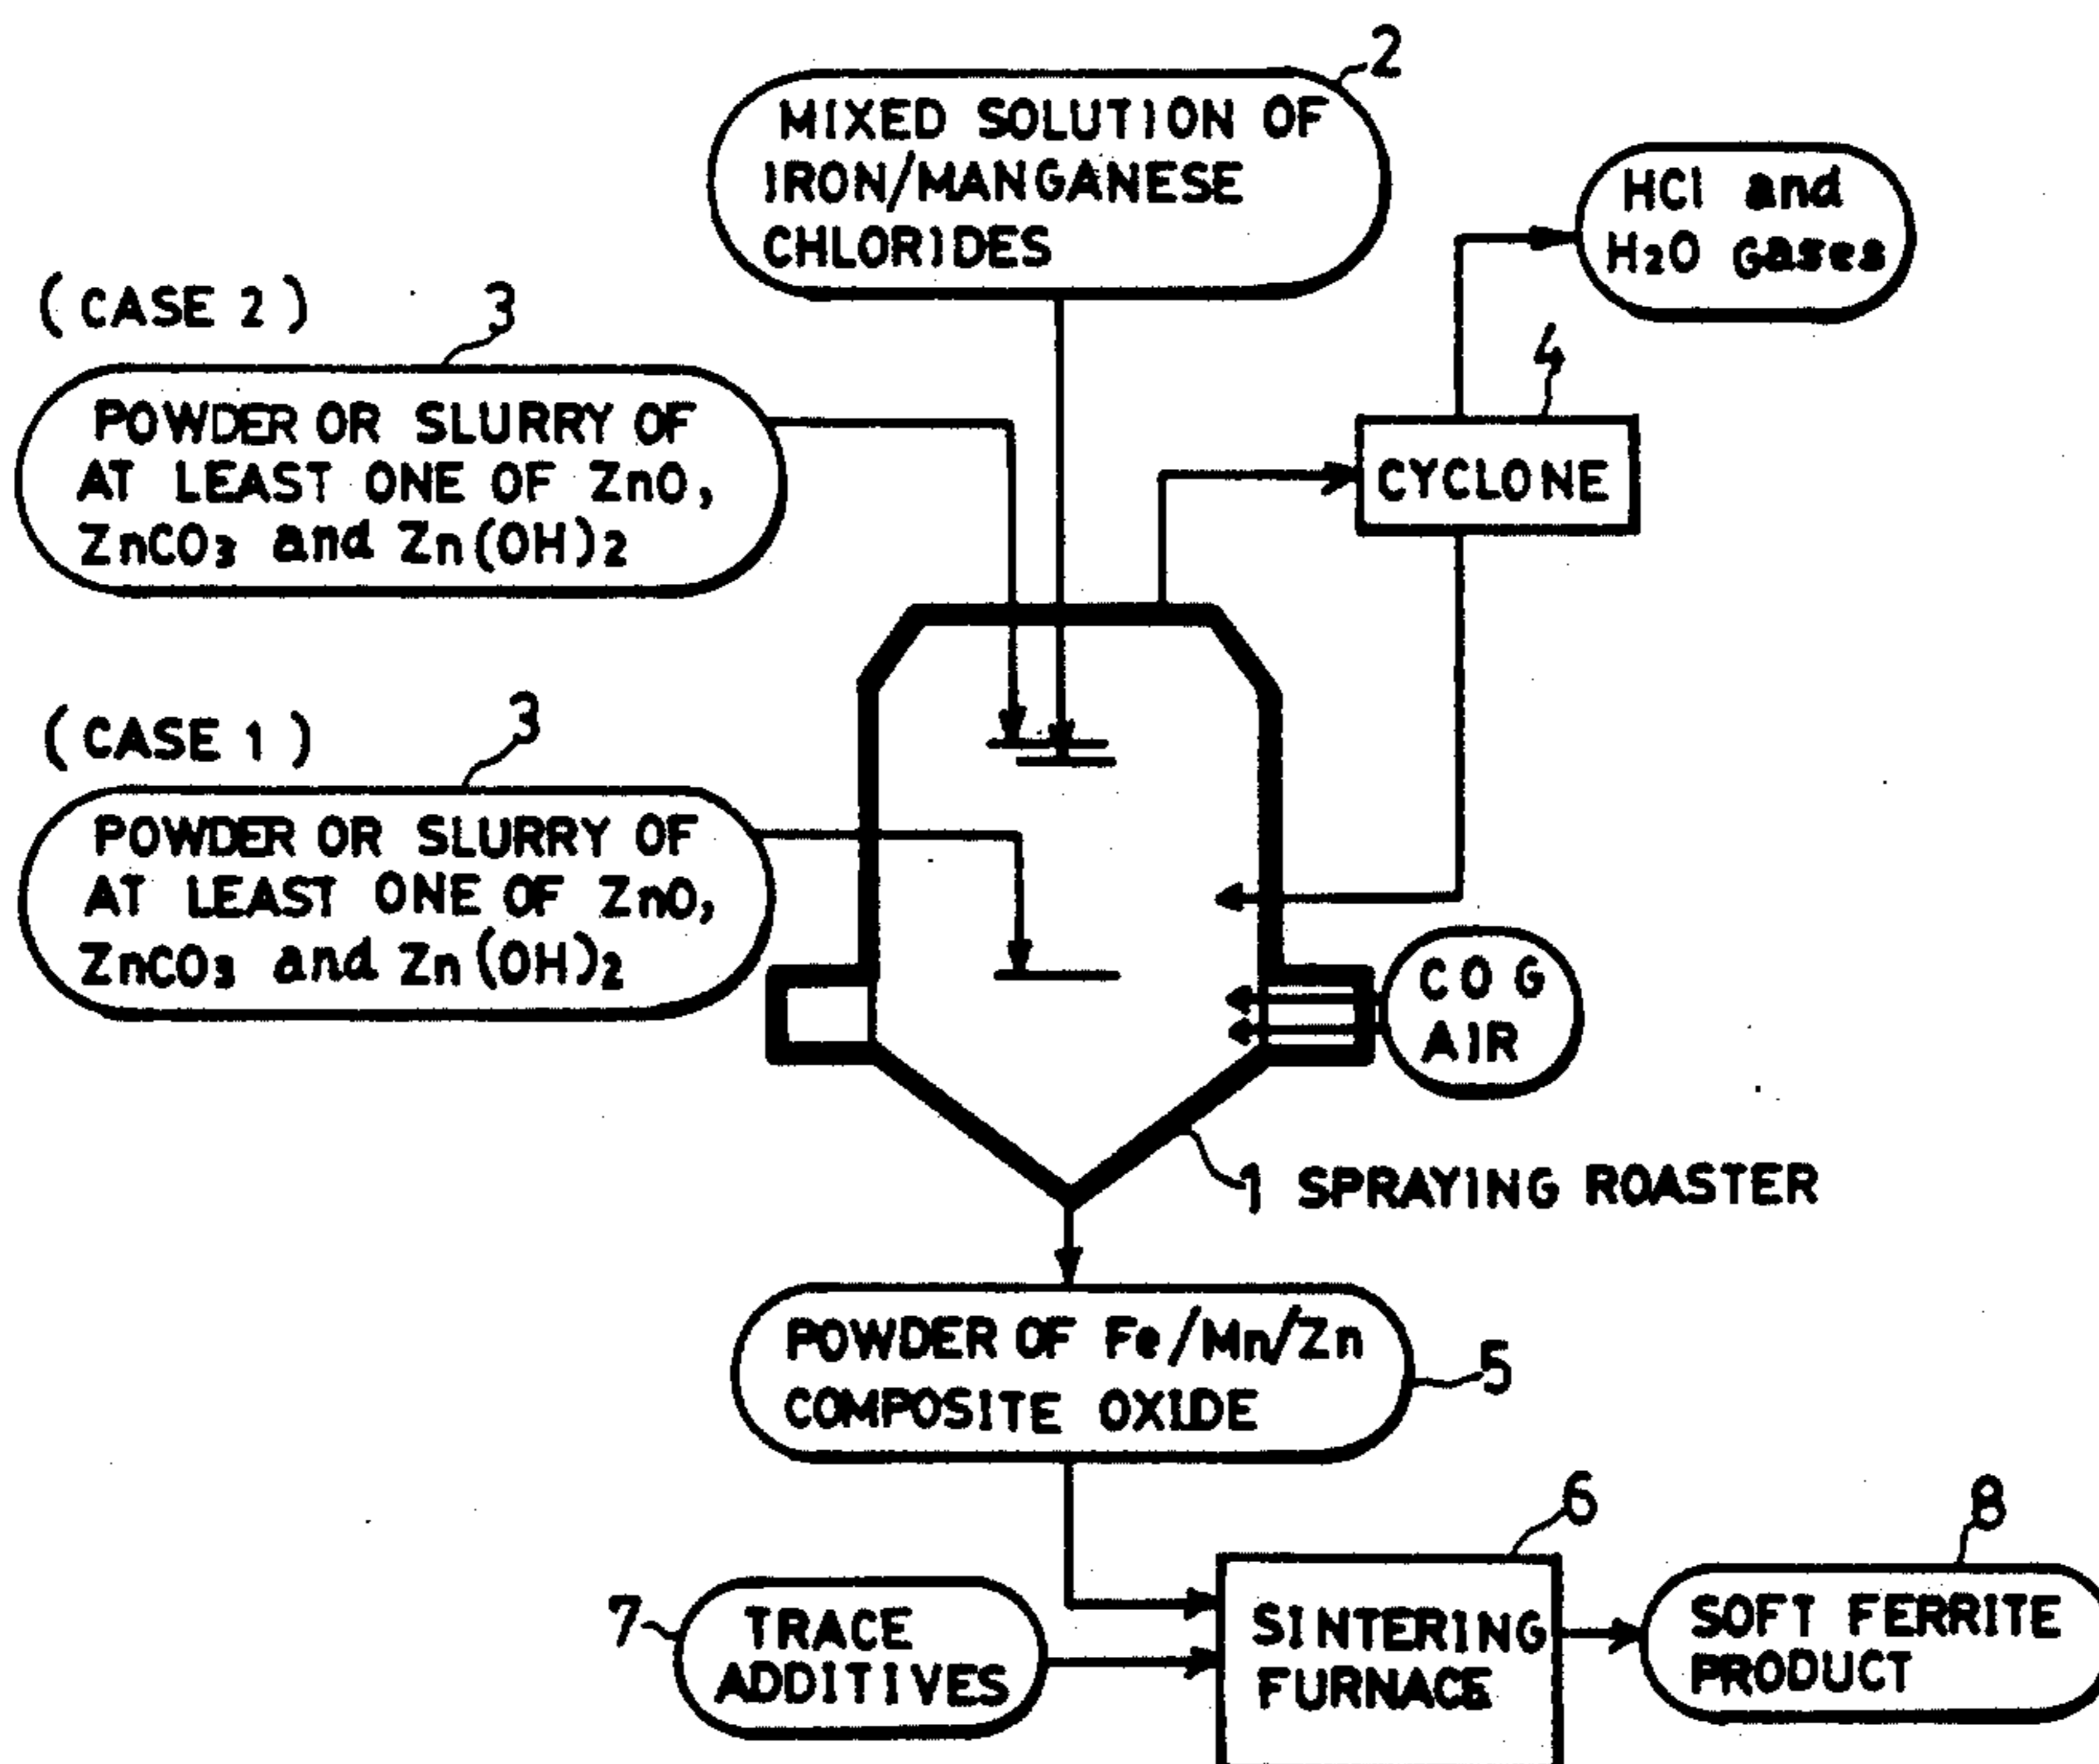 2
MIXED SOLUTION OF
IRON/MANGANESE
CHLORIDES
HCl and
H₂O gases
(CASE 2)
3
4
POWDER OR SLURRY OF
AT LEAST ONE OF ZnO,
ZnCO₃ and Zn(OH)₂
CYCLONE
(CASE 1)
3
POWDER OR SLURRY OF
AT LEAST ONE OF ZnO,
ZnCO₃ and Zn(OH)₂
COG
AIR
1 SPRAYING ROASTER
POWDER OF Fe/Mn/Zn
COMPOSITE OXIDE
5
6
8
7
TRACE
ADDITIVES
SINTERING
FURNACE
SOFT FERRITE
PRODUCT